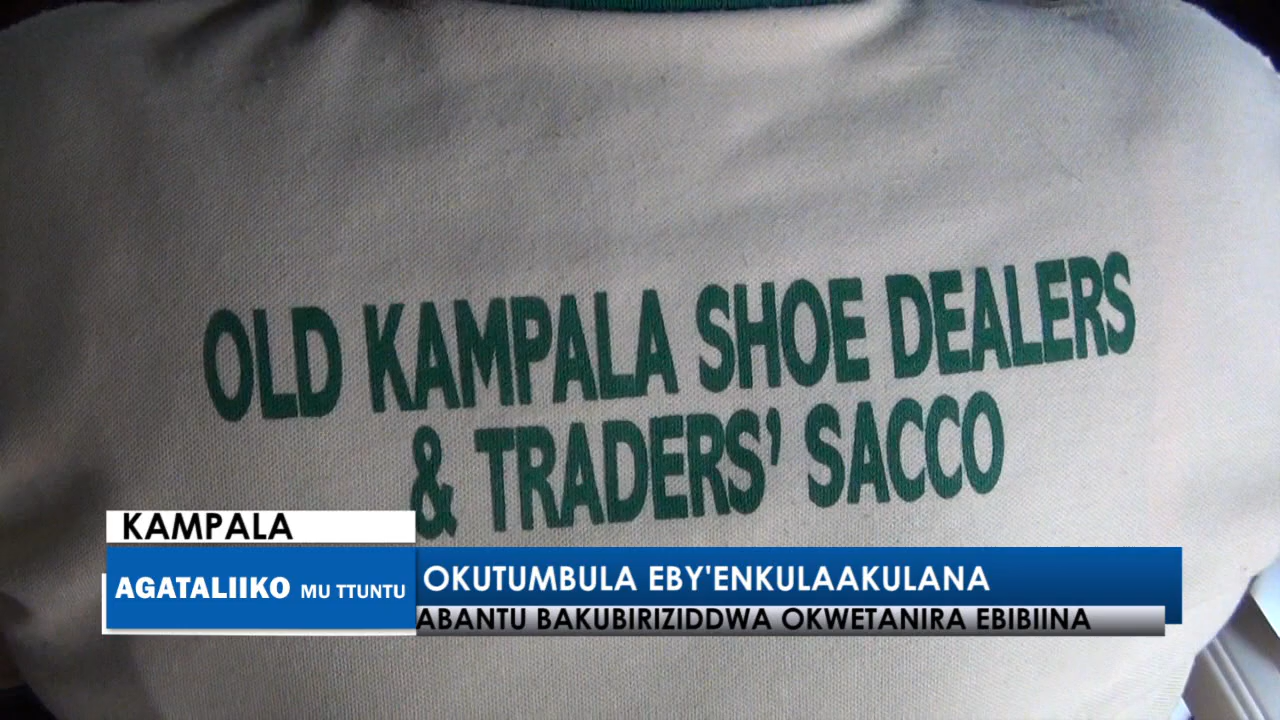 OLD KAMPALA SHOE DEALERS
& TRADERS' SACCO
KAMPALA
AGATALIIKO MU TTUNTU
OKUTUMBULA EBY'ENKULAAKULANA
ABANTU BAKUBIRIZIDDWA OKWETANIRA EBIBIINA